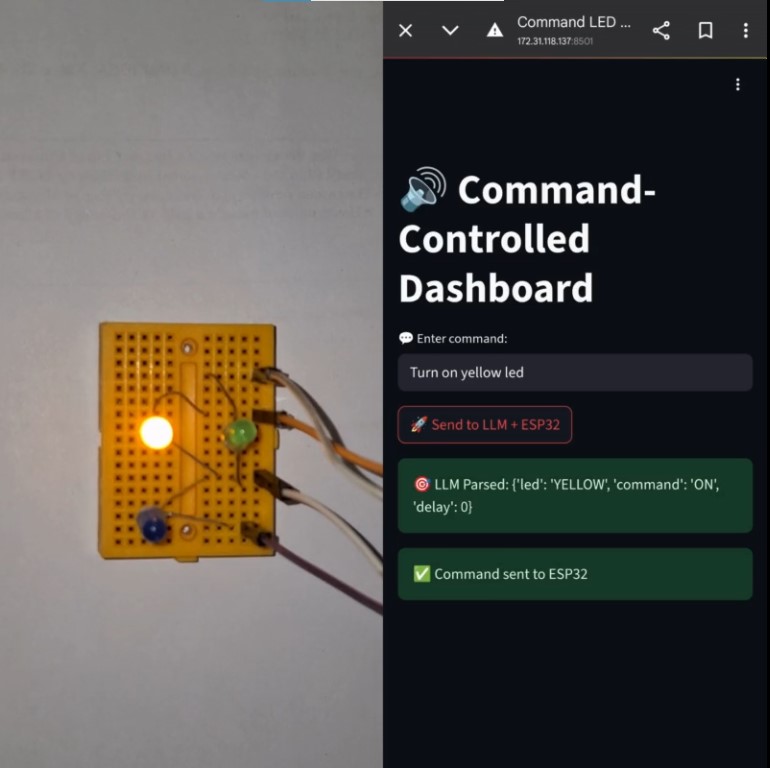 Command LED ...
172.31.118.137:8501
🔊 Command-
Controlled
Dashboard
💬 Enter command:
Turn on yellow led
🚀 Send to LLM + ESP32
🎯 LLM Parsed: {'led': 'YELLOW', 'command': 'ON',
'delay': 0}
✅ Command sent to ESP32